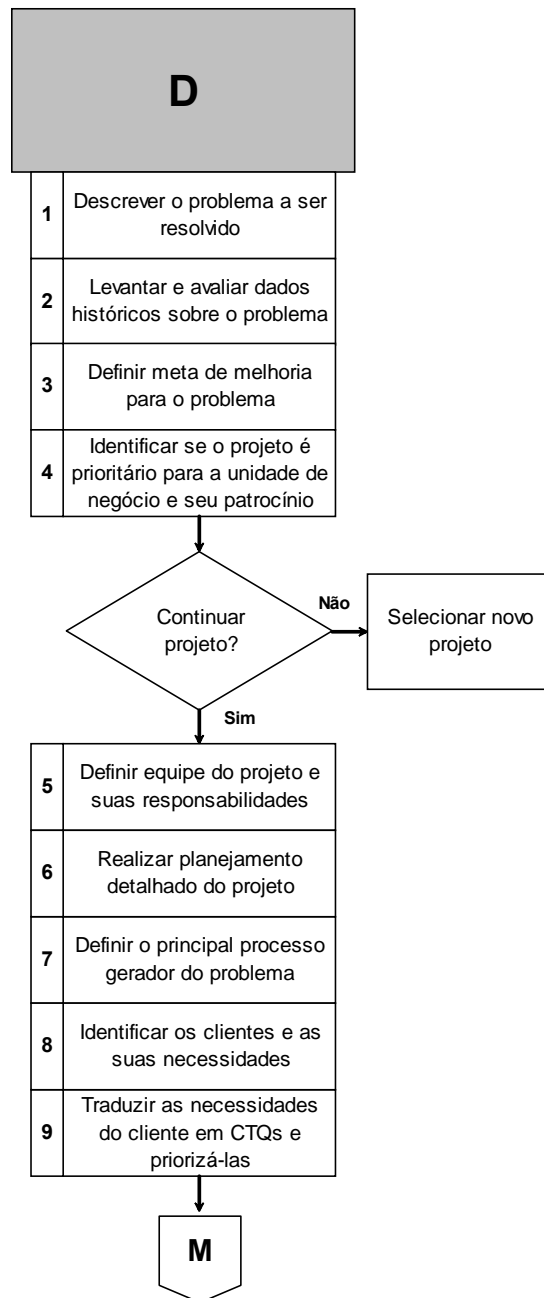 D
1
Descrever o problema a ser
resolvido
2
Levantar e avaliar dados
históricos sobre o problema
3
Definir meta de melhoria
para o problema
4
Identificar se o projeto é
prioritário para a unidade de
negócio e seu patrocínio
Continuar
projeto?
Não
Selecionar novo
projeto
Sim
5
Definir equipe do projeto e
suas responsabilidades
6
Realizar planejamento
detalhado do projeto
7
Definir o principal processo
gerador do problema
8
Identificar os clientes e as
suas necessidades
9
Traduzir as necessidades
do cliente em CTQs e
priorizá-las
M